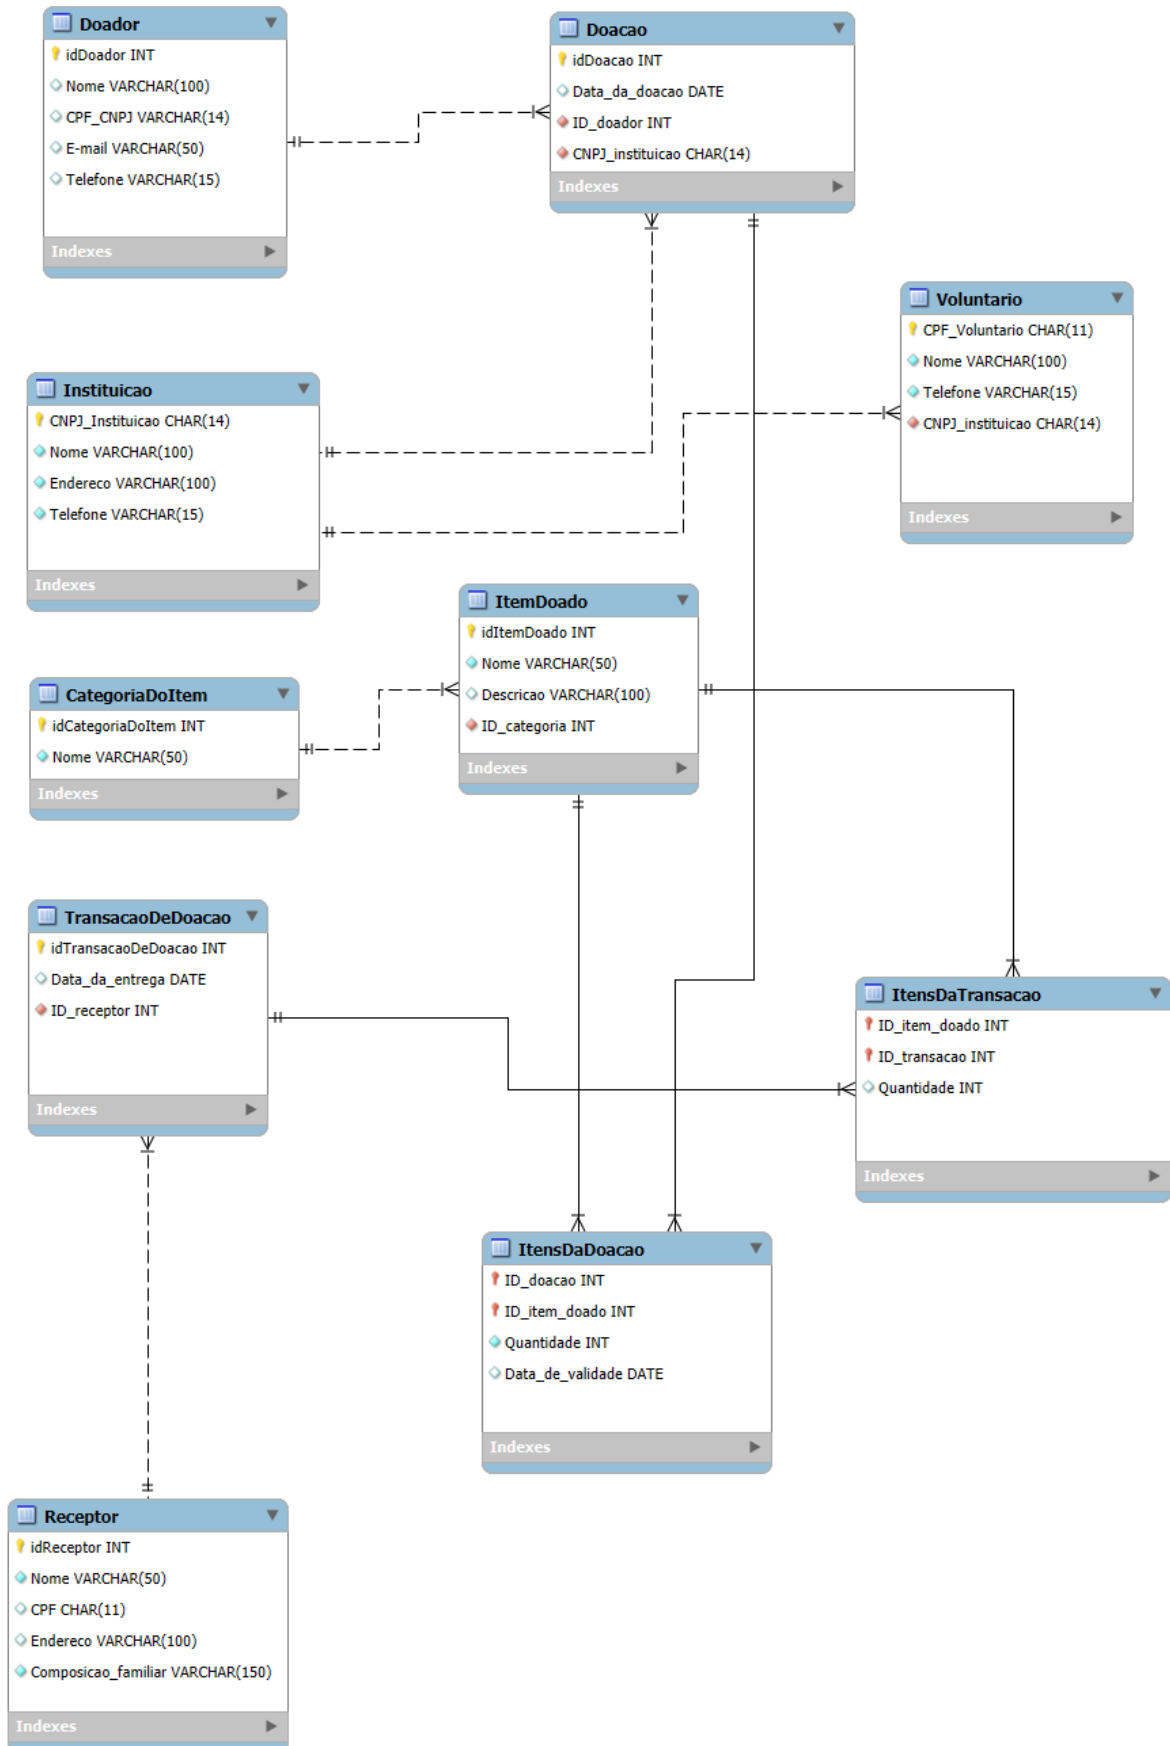 Doador
idDoador INT
Nome VARCHAR(100)
CPF_CNPJ VARCHAR(14)
E-mail VARCHAR(50)
Telefone VARCHAR(15)
Indexes
Doacao
idDoacao INT
Data_da_doacao DATE
ID_doador INT
CNPJ_instituicao CHAR(14)
Indexes
Voluntario
CPF_Voluntario CHAR(11)
Nome VARCHAR(100)
Telefone VARCHAR(15)
CNPJ_instituicao CHAR(14)
Indexes
Instituicao
CNPJ_Instituicao CHAR(14)
Nome VARCHAR(100)
Endereco VARCHAR(100)
Telefone VARCHAR(15)
Indexes
ItemDoado
idItemDoado INT
Nome VARCHAR(50)
Descricao VARCHAR(100)
ID_categoria INT
Indexes
CategoriaDoItem
idCategoriaDoItem INT
Nome VARCHAR(50)
Indexes
TransacaoDeDoacao
idTransacaoDeDoacao INT
Data_da_entrega DATE
ID_receptor INT
Indexes
ItensDaTransacao
ID_item_doado INT
ID_transacao INT
Quantidade INT
Indexes
ItensDaDoacao
ID_doacao INT
ID_item_doado INT
Quantidade INT
Data_de_validade DATE
Indexes
Receptor
idReceptor INT
Nome VARCHAR(50)
CPF CHAR(11)
Endereco VARCHAR(100)
Composicao_familiar VARCHAR(150)
Indexes